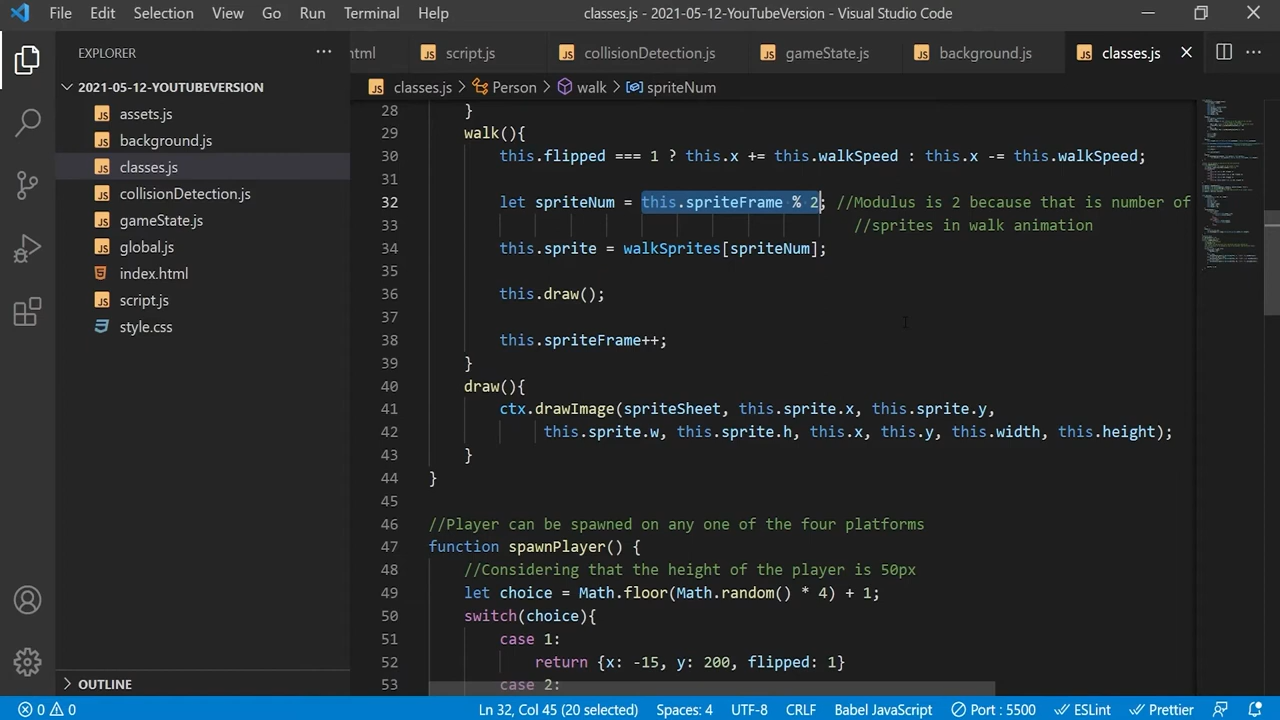 File Edit Selection View Go Run Terminal Help classes.js - 2021-05-12-YouTubeVersion - Visual Studio Code
EXPLORER ...
html script.js collisionDetection.js gameState.js background.js classes.js
2021-05-12-YOUTUBEVERSION
classes.js > Person > walk > spriteNum
assets.js
background.js
classes.js
collisionDetection.js
gameState.js
global.js
index.html
script.js
style.css
28 }
29 walk(){
30 this.flipped === 1 ? this.x += this.walkSpeed : this.x -= this.walkSpeed;
31
32 let spriteNum = this.spriteFrame % 2; //Modulus is 2 because that is number of
33 //sprites in walk animation
34 this.sprite = walkSprites[spriteNum];
35
36 this.draw();
37
38 this.spriteFrame++;
39 }
40 draw(){
41 ctx.drawImage(spriteSheet, this.sprite.x, this.sprite.y,
42 this.sprite.w, this.sprite.h, this.x, this.y, this.width, this.height);
43 }
44 }
45
46 //Player can be spawned on any one of the four platforms
47 function spawnPlayer() {
48 //Considering that the height of the player is 50px
49 let choice = Math.floor(Math.random() * 4) + 1;
50 switch(choice){
51 case 1:
52 return {x: -15, y: 200, flipped: 1}
53 case 2:
OUTLINE
0 0 Ln 32, Col 45 (20 selected) Spaces: 4 UTF-8 CRLF Babel JavaScript Port : 5500 ESLint Prettier